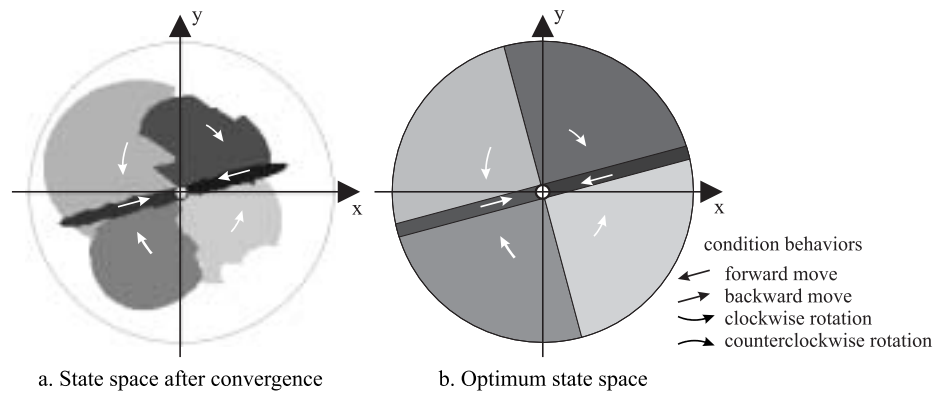 y
y
x
x
condition behaviors
forward move
backward move
clockwise rotation
counterclockwise rotation
a. State space after convergence
b. Optimum state space